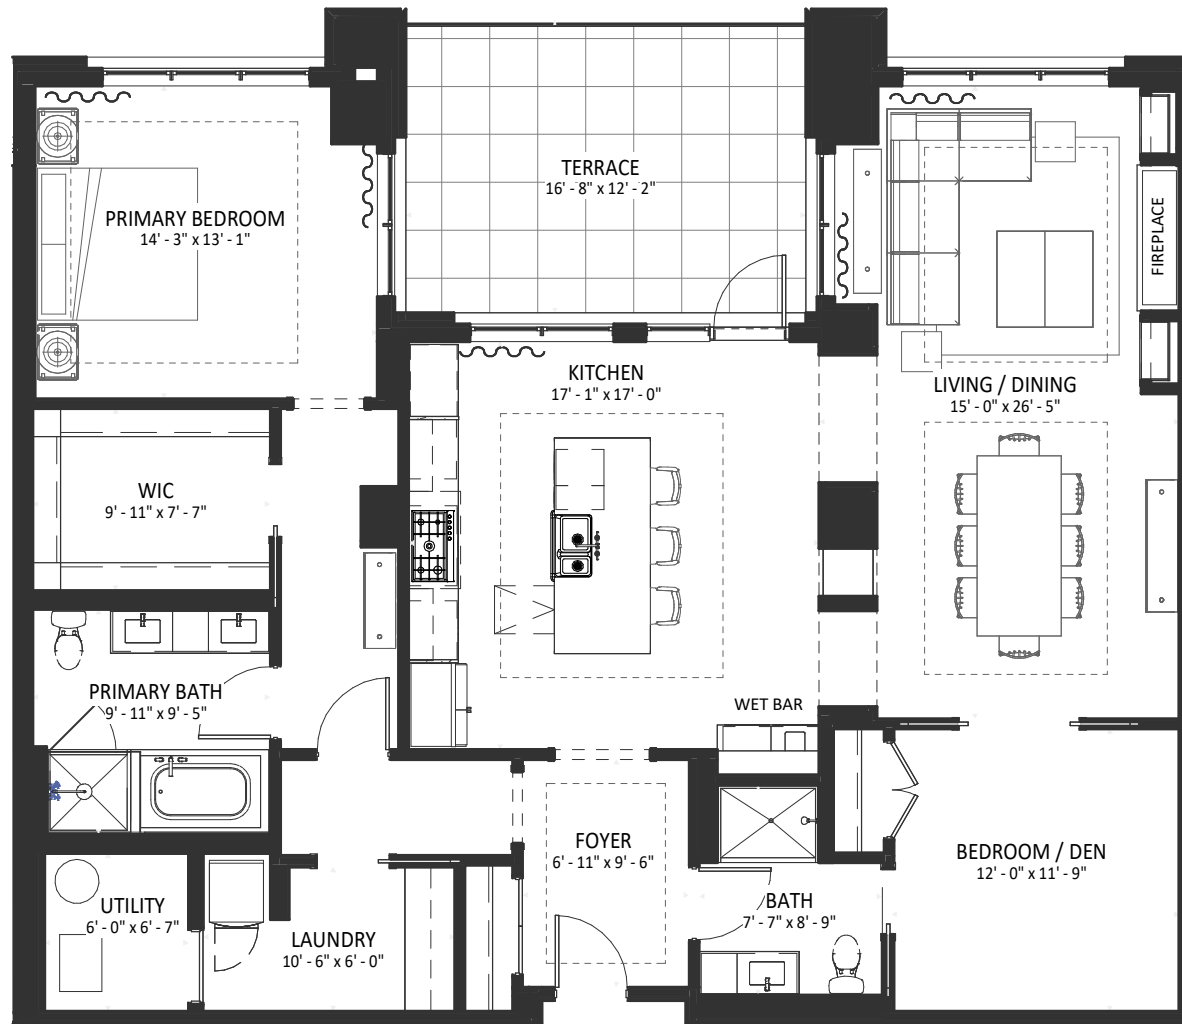 TERRACE
16' - 8" x 12' - 2"
PRIMARY BEDROOM
14' - 3" x 13' - 1"
FIREPLACE
KITCHEN
17' - 1" x 17' - 0"
LIVING / DINING
15' - 0" x 26' - 5"
WIC
9' - 11" x 7' - 7"
PRIMARY BATH
9' - 11" x 9' - 5"
WET BAR
FOYER
6' - 11" x 9' - 6"
BEDROOM / DEN
12' - 0" x 11' - 9"
UTILITY
6' - 0" x 6' - 7"
BATH
7' - 7" x 8' - 9"
LAUNDRY
10' - 6" x 6' - 0"